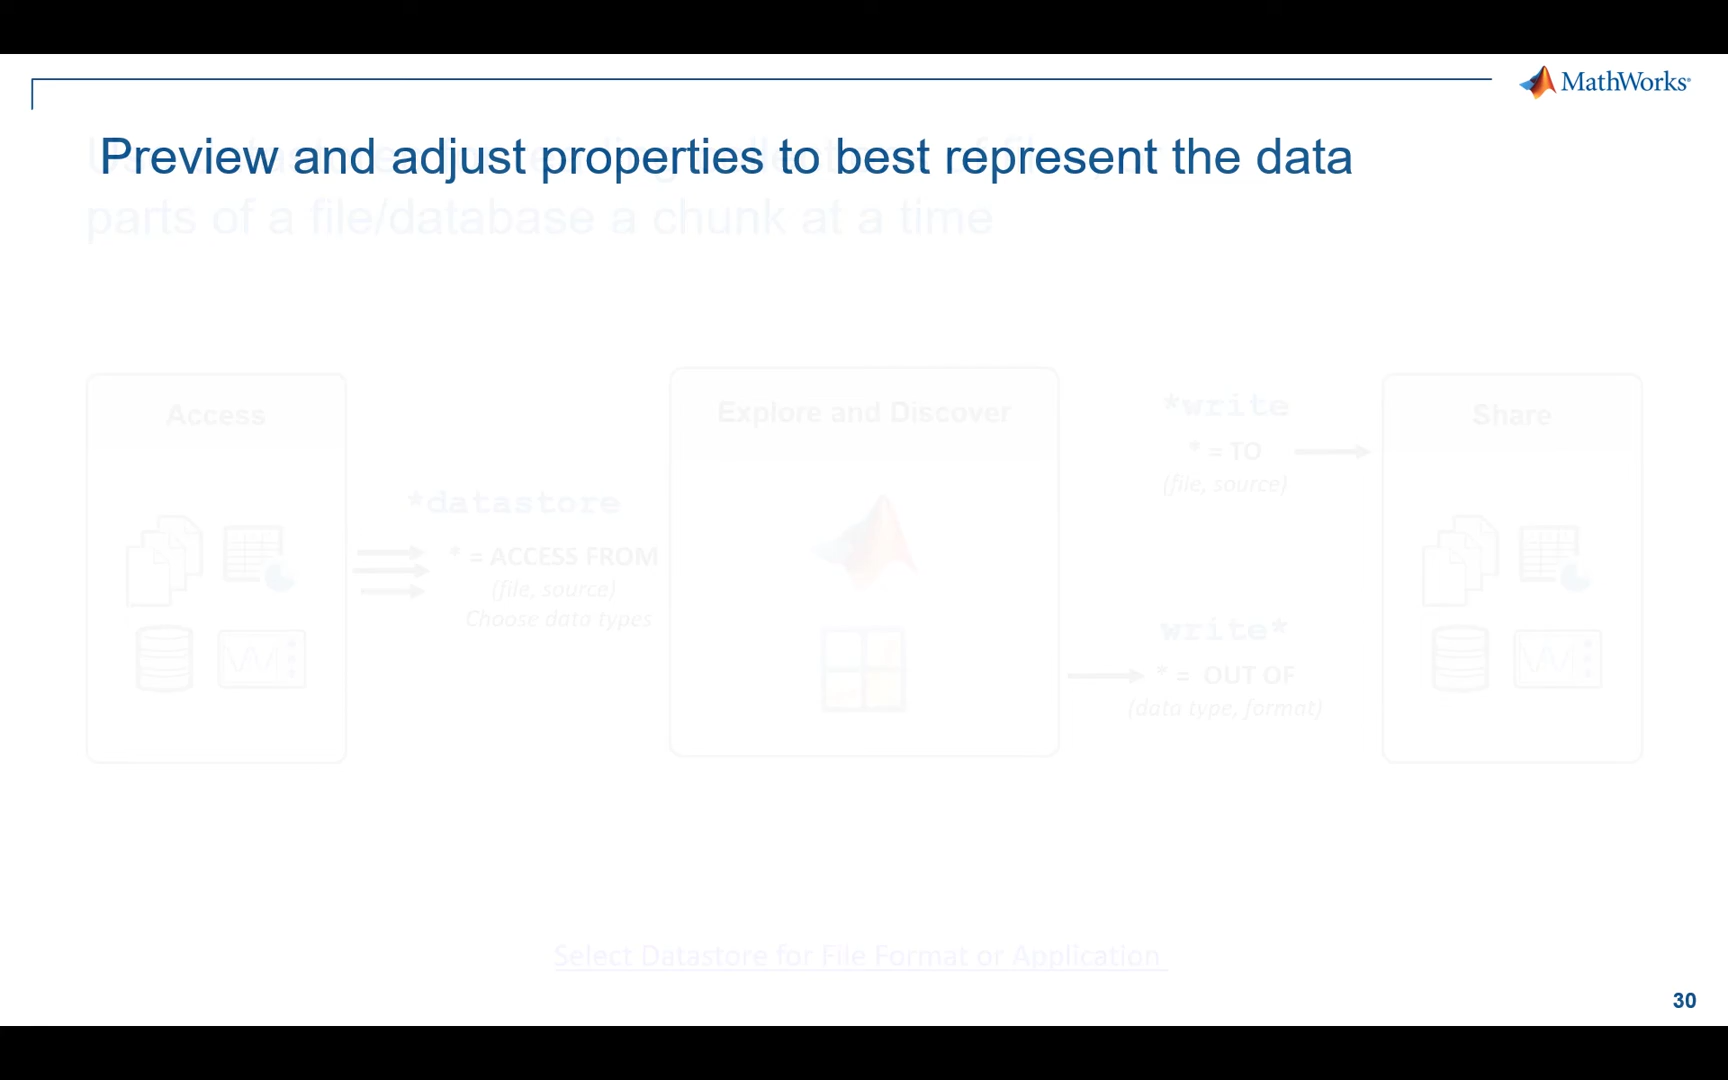 MathWorks®
Preview and adjust properties to best represent the data
parts of a file/database a chunk at a time
Access
*datastore
* = ACCESS FROM
(file, source)
Choose data types
Explore and Discover
*write
* = TO
(file, source)
write*
* = OUT OF
(data type, format)
Share
Select Datastore for File Format or Application
30